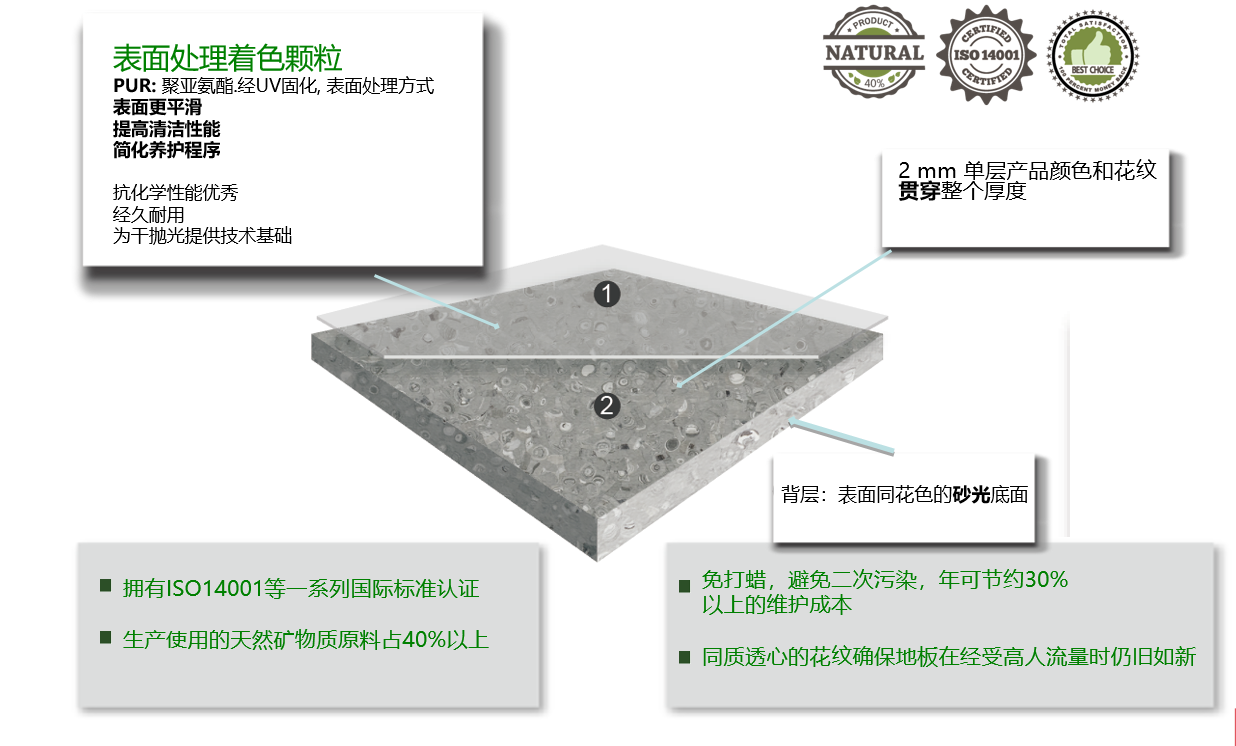 表面处理着色颗粒
PUR: 聚亚氨酯.经UV固化, 表面处理方式
表面更平滑
提高清洁性能
简化养护程序
抗化学性能优秀
经久耐用
为干抛光提供技术基础
PRODUCT
NATURAL
40%
CERTIFIED
ISO 14001
CERTIFIED
TOTAL SATISFACTION
BEST CHOICE
100 PERCENT MONEY BACK
2 mm 单层产品颜色和花纹
贯穿整个厚度
1
2
背层：表面同花色的砂光底面
拥有ISO14001等一系列国际标准认证
生产使用的天然矿物质原料占40%以上
免打蜡，避免二次污染，年可节约30%
以上的维护成本
同质透心的花纹确保地板在经受高人流量时仍旧如新